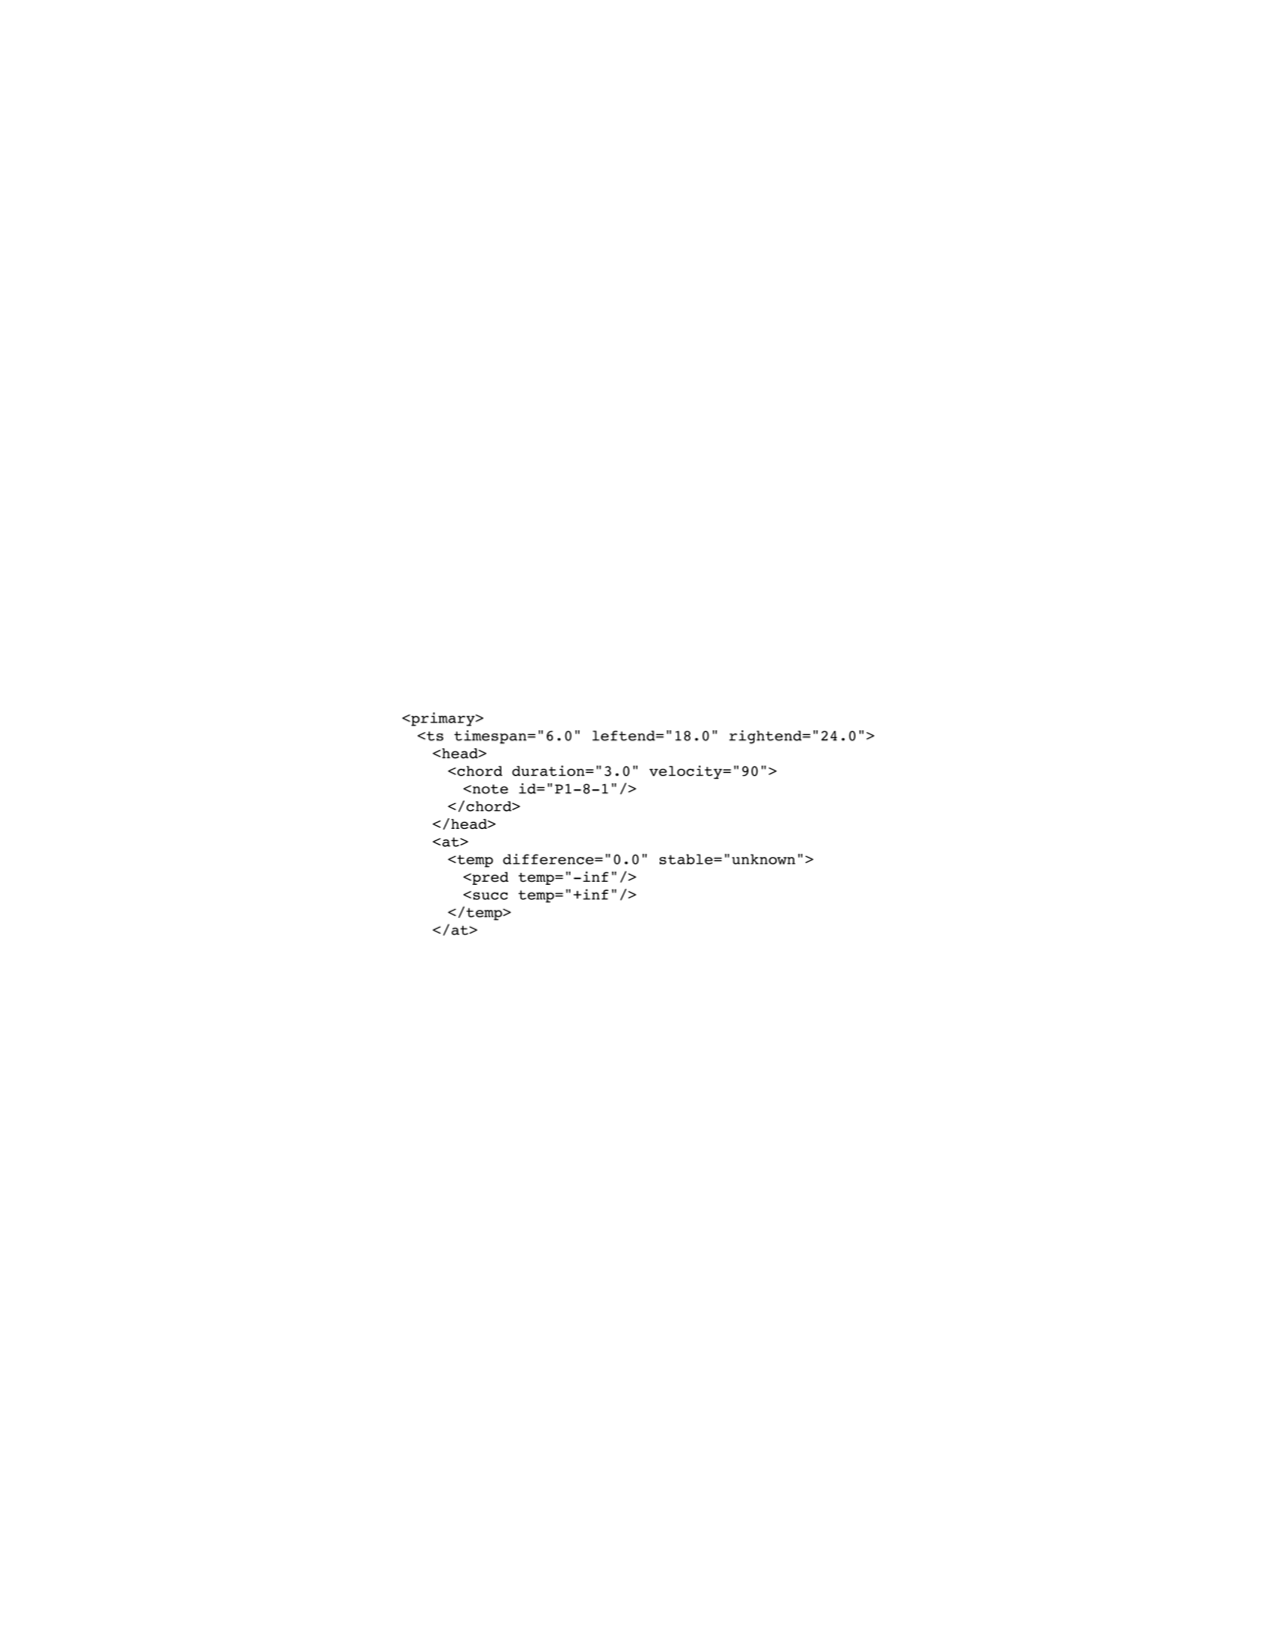 <primary>
<ts timespan="6.0" leftend="18.0" rightend="24.0">
<head>
<chord duration="3.0" velocity="90">
<note id="P1-8-1"/>
</chord>
</head>
<at>
<temp difference="0.0" stable="unknown">
<pred temp="-inf"/>
<succ temp="+inf"/>
</temp>
</at>